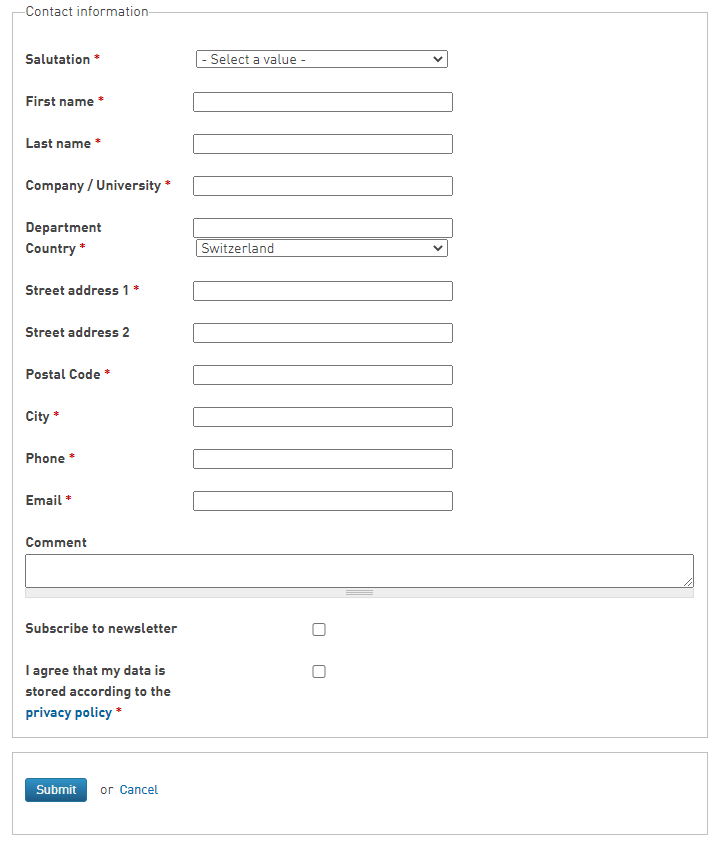 Contact information
Salutation *
- Select a value -
First name *
Last name *
Company / University *
Department
Country *
Switzerland
Street address 1 *
Street address 2
Postal Code *
City *
Phone *
Email *
Comment
Subscribe to newsletter
I agree that my data is
stored according to the
privacy policy *
Submit or Cancel